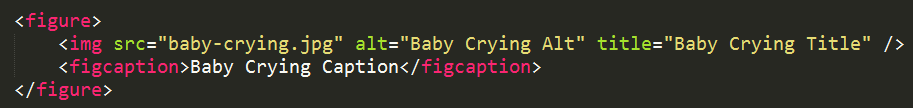 <figure>
<img src="baby-crying.jpg" alt="Baby Crying Alt" title="Baby Crying Title" />
<figcaption>Baby Crying Caption</figcaption>
</figure>